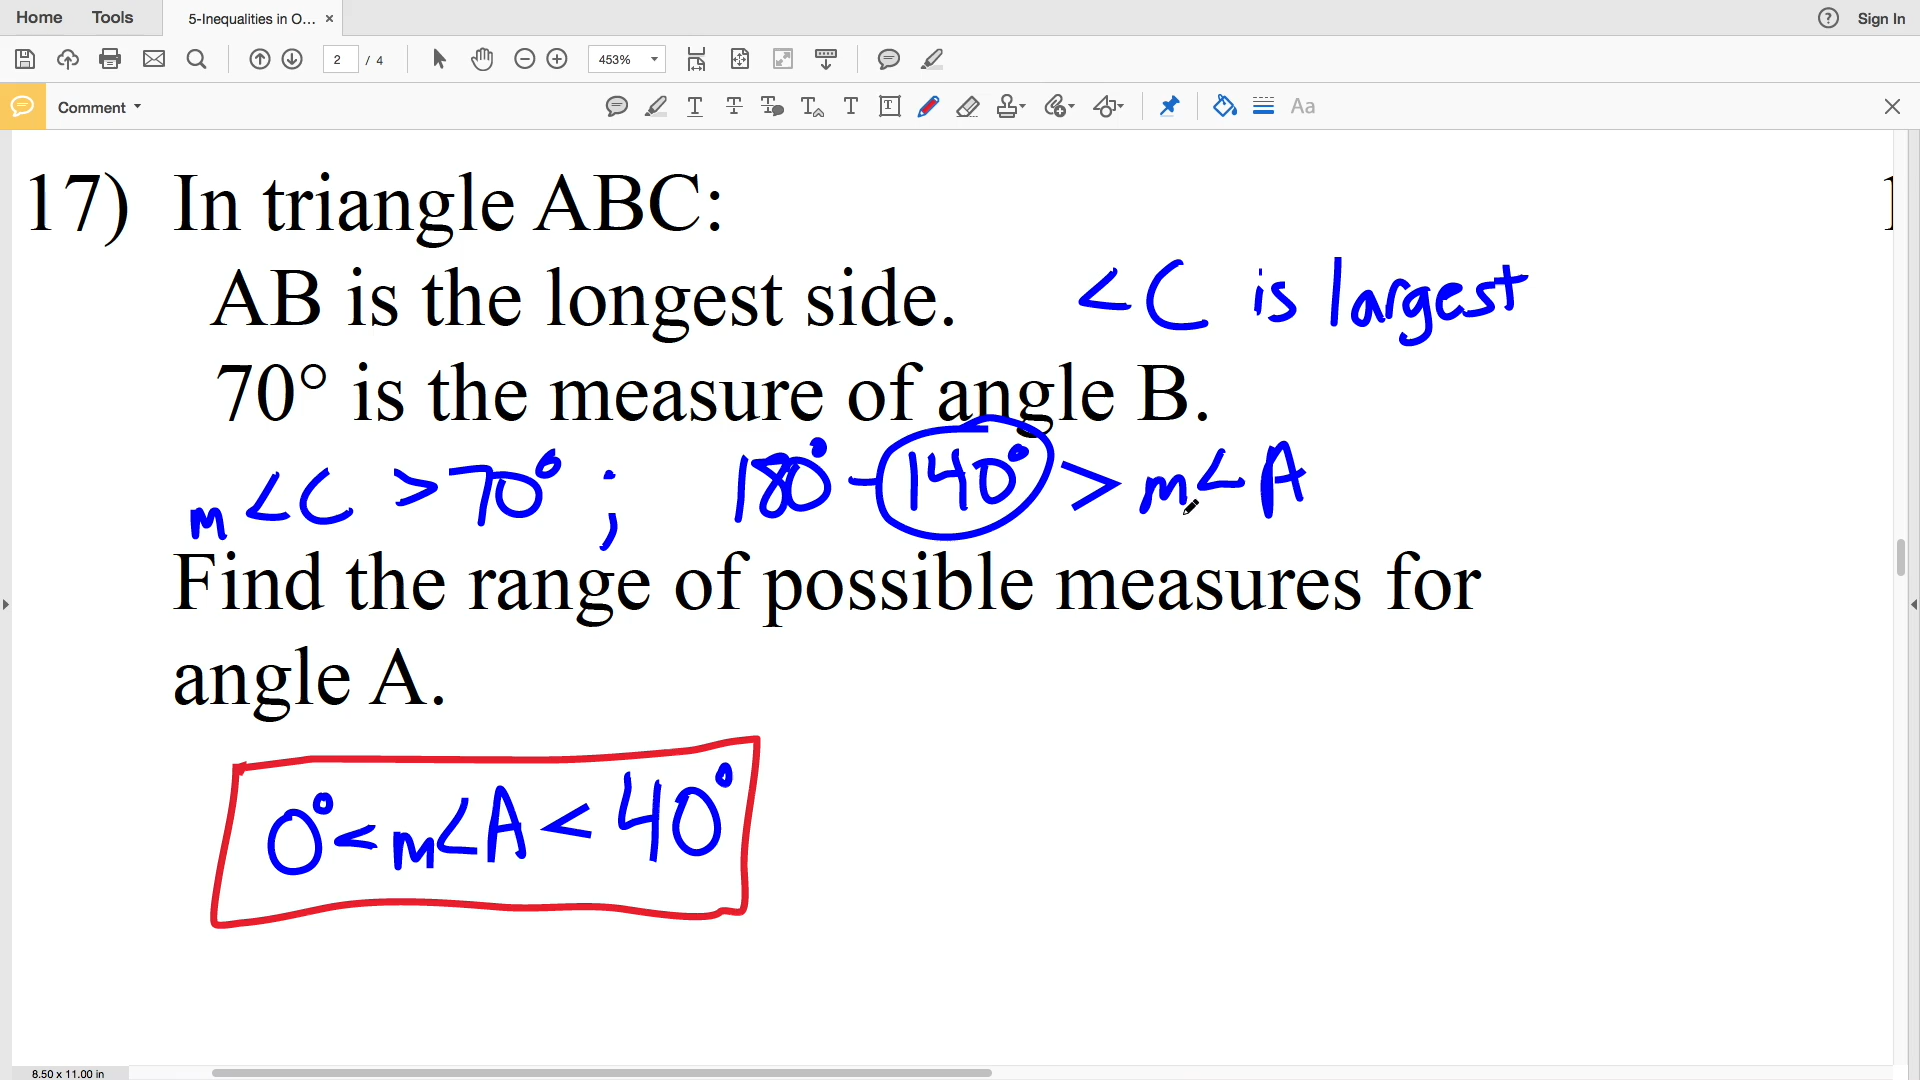 Home Tools 5-Inequalities in O... × Sign In
2 / 4 453%
Comment Aa
17) In triangle ABC:
AB is the longest side. <C is largest
70° is the measure of angle B.
m<C > 70° ; 180° - 140° > m<A
Find the range of possible measures for
angle A.
0° < m<A < 40°
8.50 x 11.00 in